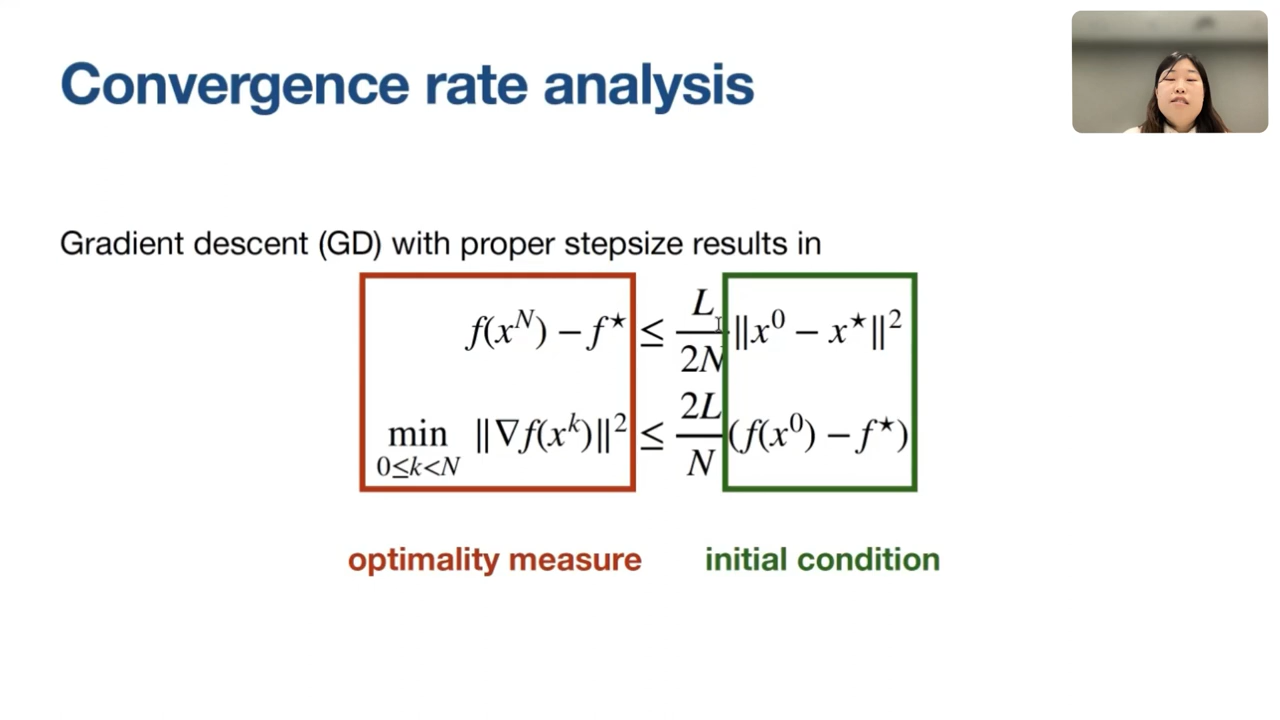 Convergence rate analysis
Gradient descent (GD) with proper stepsize results in
f(x^N) − f^⋆ ≤ L/2N ‖x^0 − x^⋆‖^2
min_{0≤k<N} ‖∇f(x^k)‖^2 ≤ 2L/N (f(x^0) − f^⋆)
optimality measure
initial condition